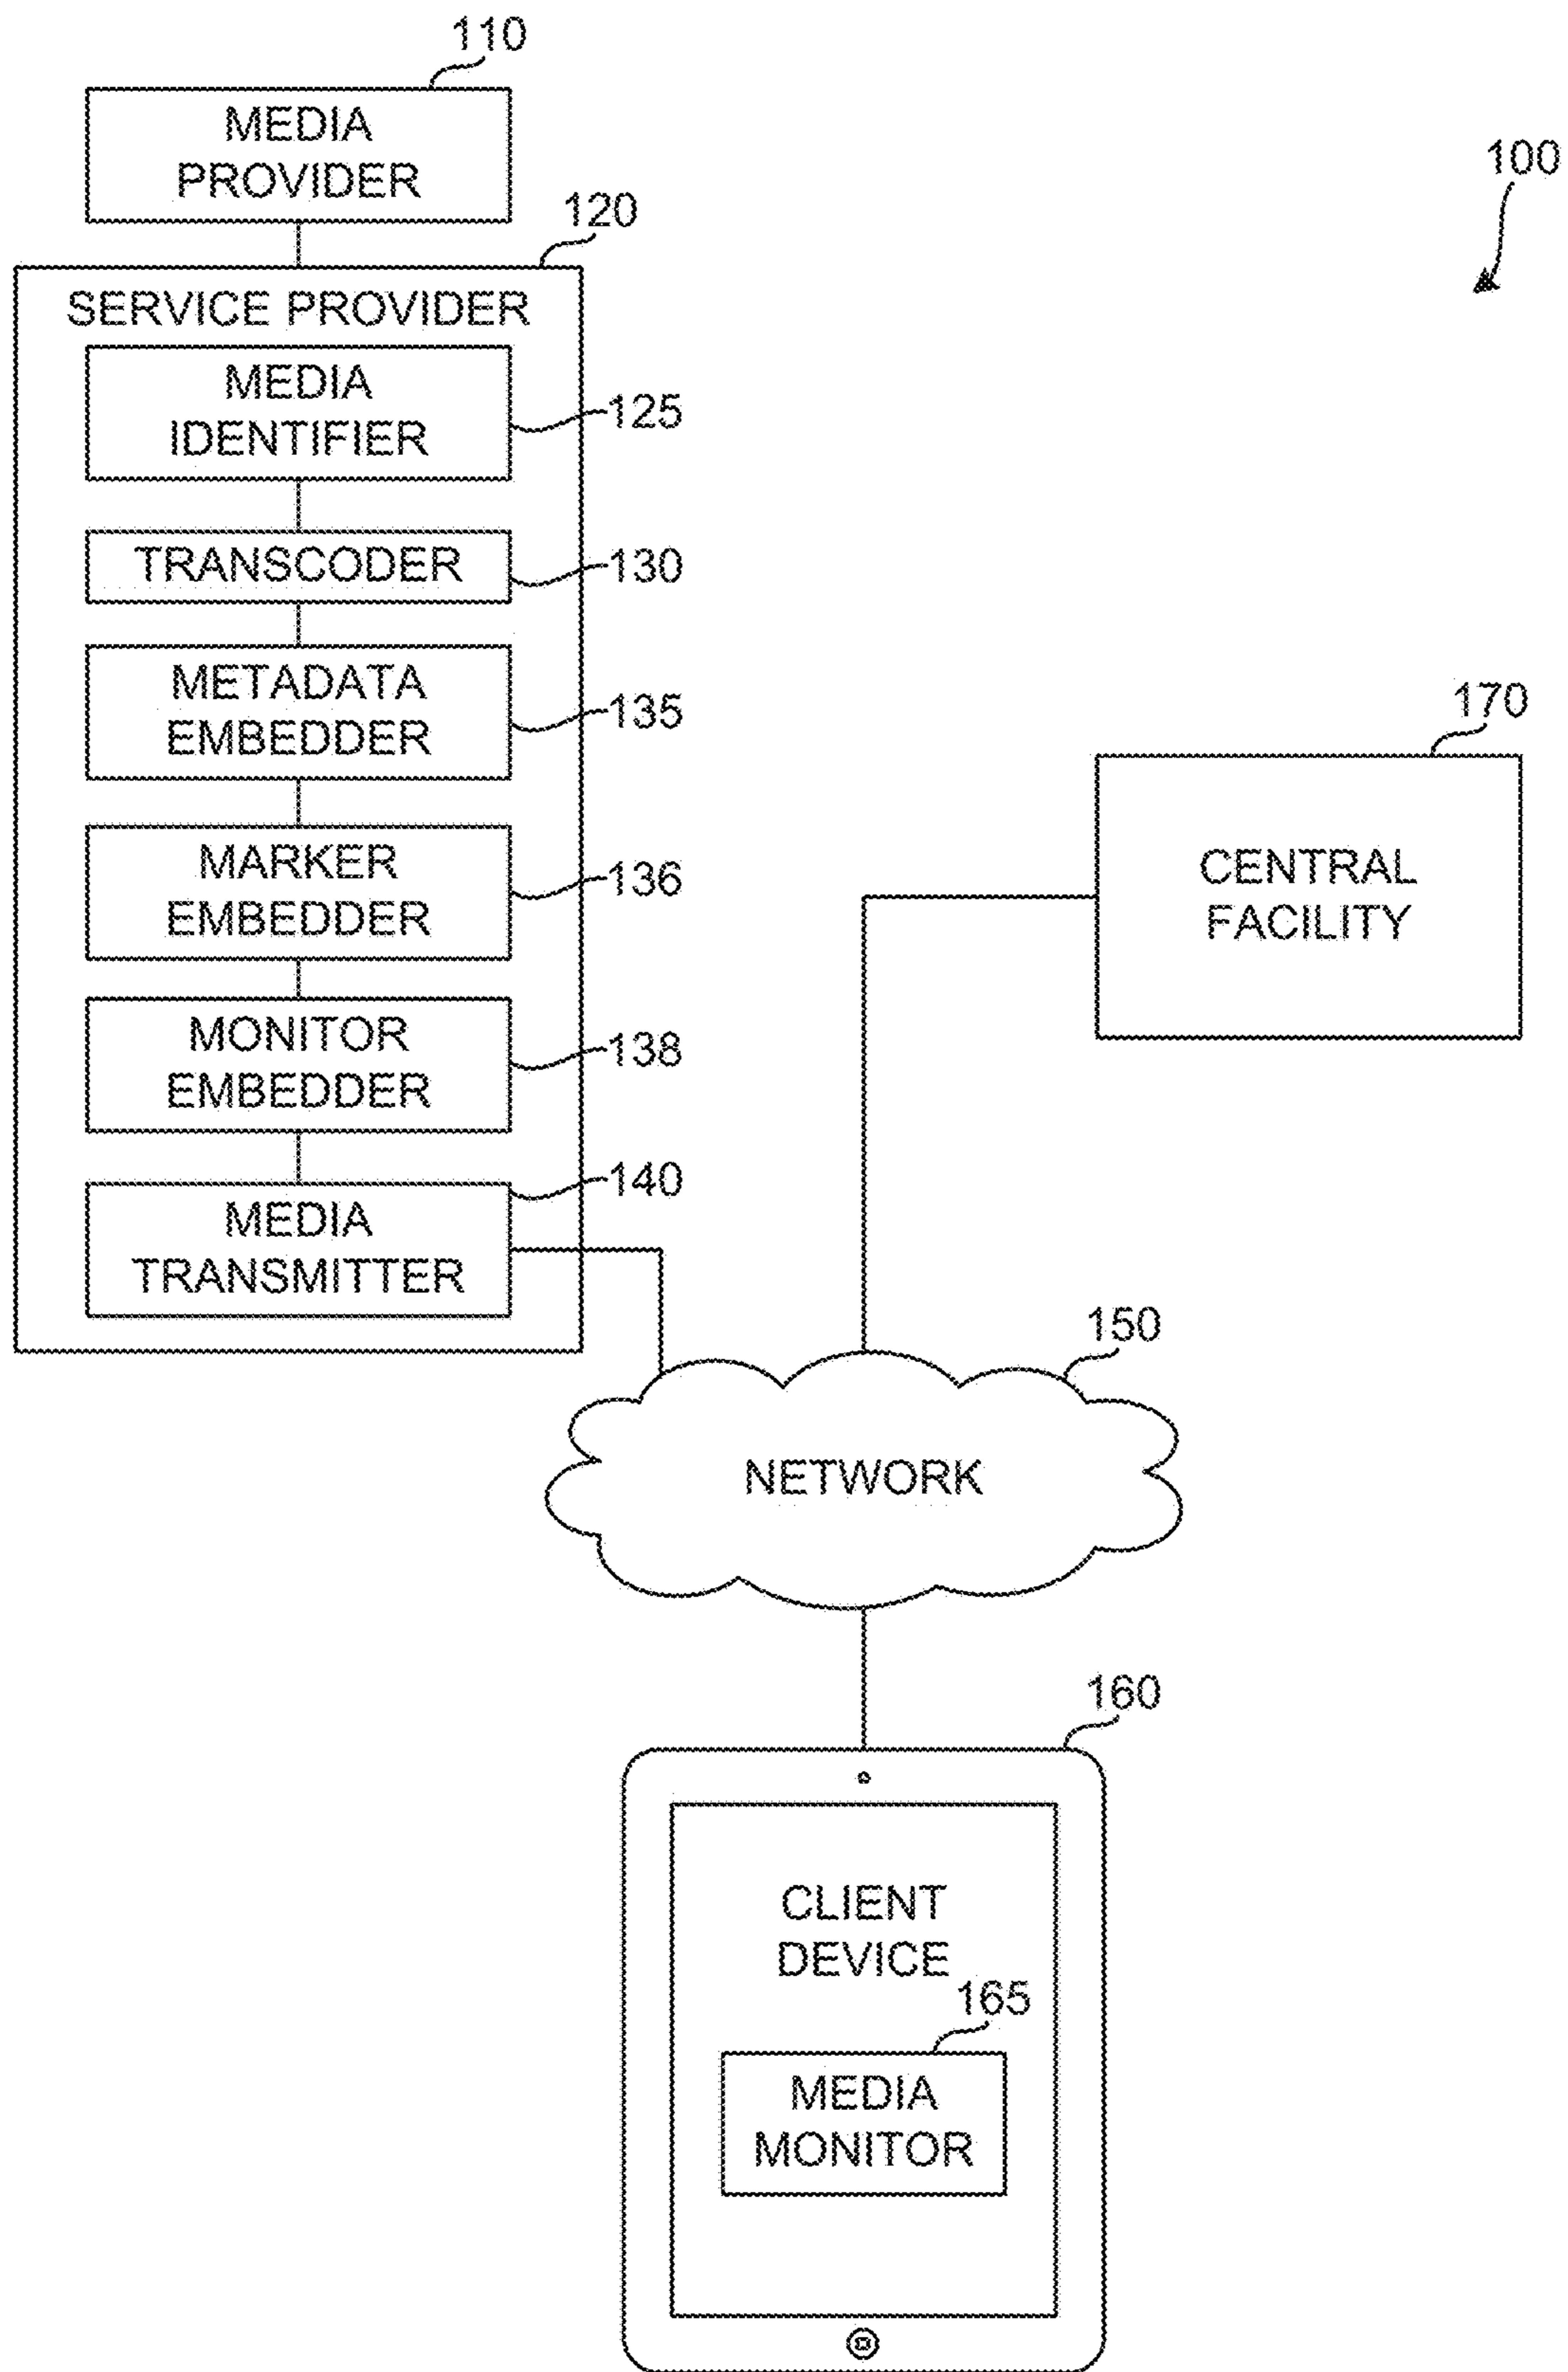 110
MEDIA
PROVIDER
100
120
SERVICE PROVIDER
MEDIA
IDENTIFIER
125
TRANSCODER
130
METADATA
EMBEDDER
135
170
MARKER
EMBEDDER
136
CENTRAL
FACILITY
MONITOR
EMBEDDER
138
140
MEDIA
TRANSMITTER
150
NETWORK
160
CLIENT
DEVICE
165
MEDIA
MONITOR